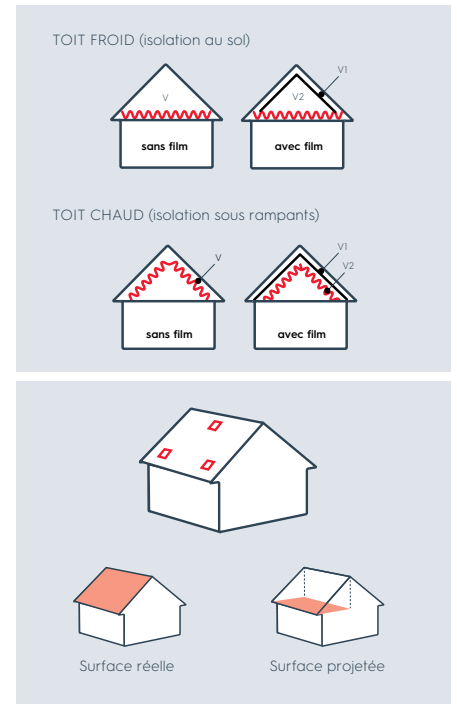 TOIT FROID (isolation au sol)
V1
V
V2
sans film
avec film
TOIT CHAUD (isolation sous rampants)
V1
V
V2
sans film
avec film
Surface réelle
Surface projetée